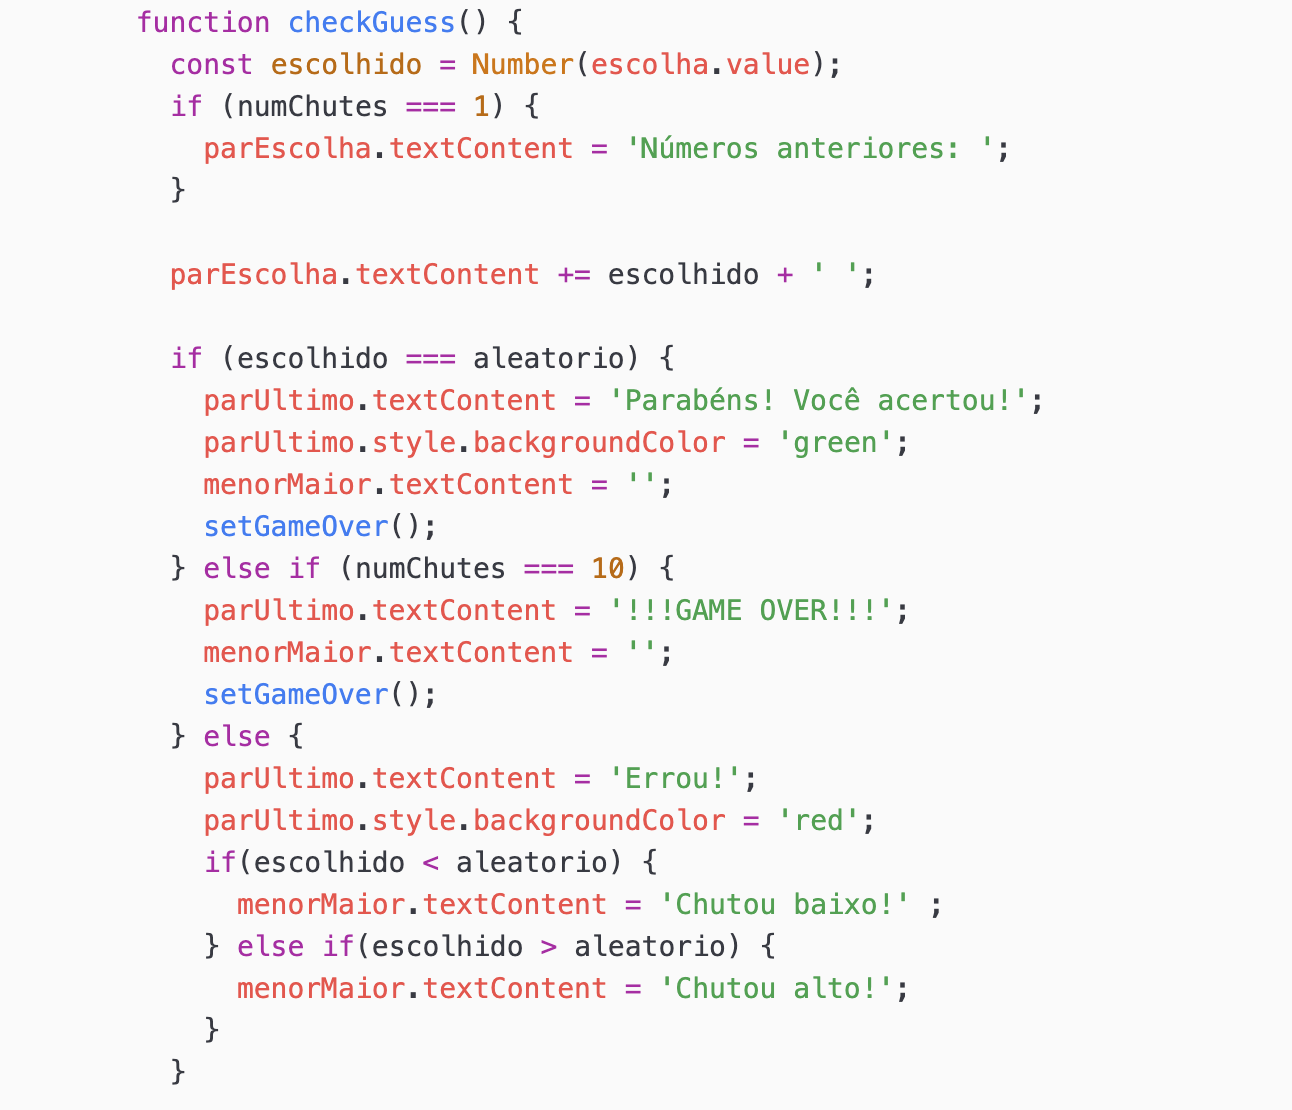 function checkGuess() {
  const escolhido = Number(escolha.value);
  if (numChutes === 1) {
    parEscolha.textContent = 'Números anteriores: ';
  }

  parEscolha.textContent += escolhido + ' ';

  if (escolhido === aleatorio) {
    parUltimo.textContent = 'Parabéns! Você acertou!';
    parUltimo.style.backgroundColor = 'green';
    menorMaior.textContent = '';
    setGameOver();
  } else if (numChutes === 10) {
    parUltimo.textContent = '!!!GAME OVER!!!';
    menorMaior.textContent = '';
    setGameOver();
  } else {
    parUltimo.textContent = 'Errou!';
    parUltimo.style.backgroundColor = 'red';
    if(escolhido < aleatorio) {
      menorMaior.textContent = 'Chutou baixo!' ;
    } else if(escolhido > aleatorio) {
      menorMaior.textContent = 'Chutou alto!';
    }
  }